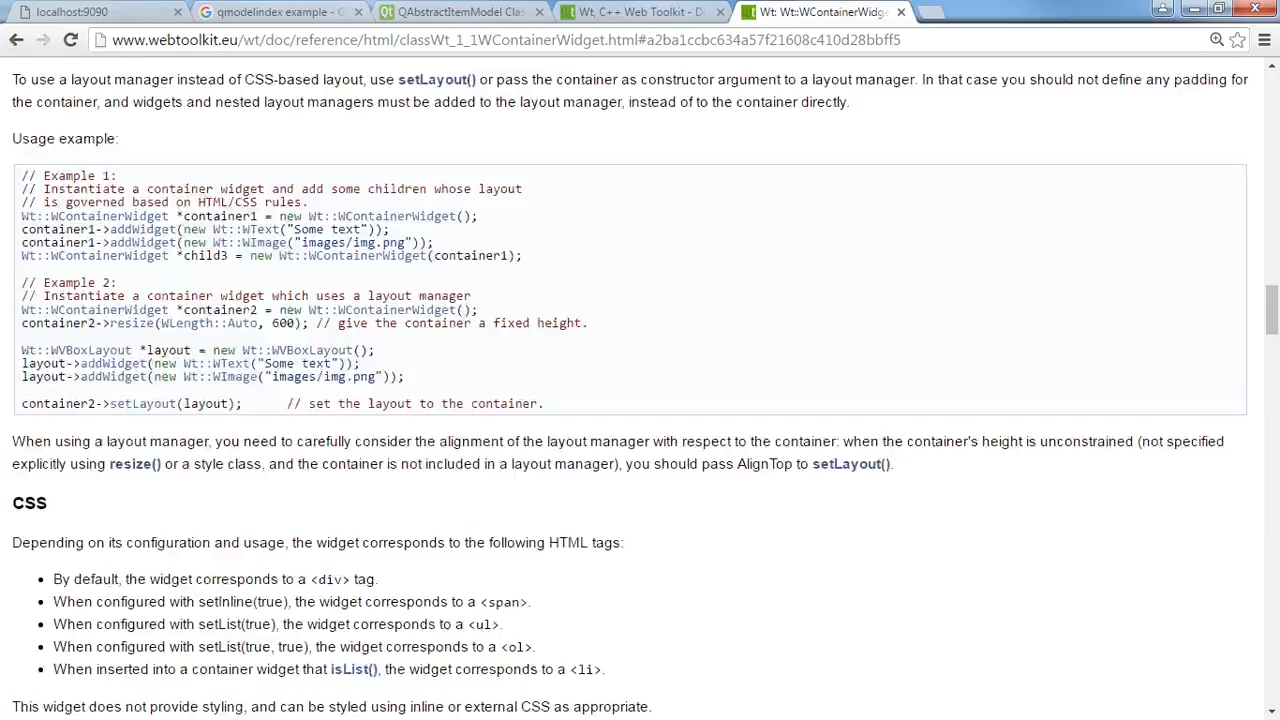 localhost:9090
qmodelindex example - G
QAbstractItemModel Clas
Wt, C++ Web Toolkit - Do
Wt: Wt::WContainerWidge
www.webtoolkit.eu/wt/doc/reference/html/classWt_1_1WContainerWidget.html#a2ba1ccbc634a57f21608c410d28bbff5
To use a layout manager instead of CSS-based layout, use setLayout() or pass the container as constructor argument to a layout manager. In that case you should not define any padding for
the container, and widgets and nested layout managers must be added to the layout manager, instead of to the container directly.
Usage example:
// Example 1:
// Instantiate a container widget and add some children whose layout
// is governed based on HTML/CSS rules.
Wt::WContainerWidget *container1 = new Wt::WContainerWidget();
container1->addWidget(new Wt::WText("Some text"));
container1->addWidget(new Wt::WImage("images/img.png"));
Wt::WContainerWidget *child3 = new Wt::WContainerWidget(container1);
// Example 2:
// Instantiate a container widget which uses a layout manager
Wt::WContainerWidget *container2 = new Wt::WContainerWidget();
container2->resize(WLength::Auto, 600); // give the container a fixed height.
Wt::WVBoxLayout *layout = new Wt::WVBoxLayout();
layout->addWidget(new Wt::WText("Some text"));
layout->addWidget(new Wt::WImage("images/img.png"));
container2->setLayout(layout); // set the layout to the container.
When using a layout manager, you need to carefully consider the alignment of the layout manager with respect to the container: when the container's height is unconstrained (not specified
explicitly using resize() or a style class, and the container is not included in a layout manager), you should pass AlignTop to setLayout().
CSS
Depending on its configuration and usage, the widget corresponds to the following HTML tags:
• By default, the widget corresponds to a <div> tag.
• When configured with setInline(true), the widget corresponds to a <span>.
• When configured with setList(true), the widget corresponds to a <ul>.
• When configured with setList(true, true), the widget corresponds to a <ol>.
• When inserted into a container widget that isList(), the widget corresponds to a <li>.
This widget does not provide styling, and can be styled using inline or external CSS as appropriate.